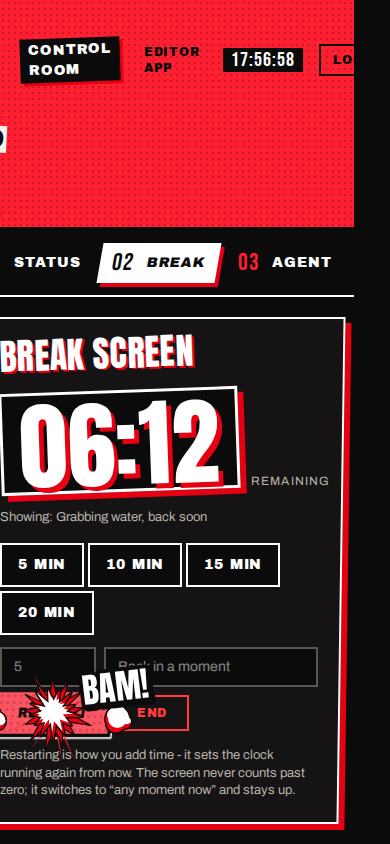 CONTROL
ROOM
EDITOR
APP
17:56:58
LO
STATUS
02 BREAK
03 AGENT
BREAK SCREEN
06:12
REMAINING
Showing: Grabbing water, back soon
5 MIN
10 MIN
15 MIN
20 MIN
5
in a moment
BAM!
END
Restarting is how you add time - it sets the clock
running again from now. The screen never counts past
zero; it switches to “any moment now” and stays up.